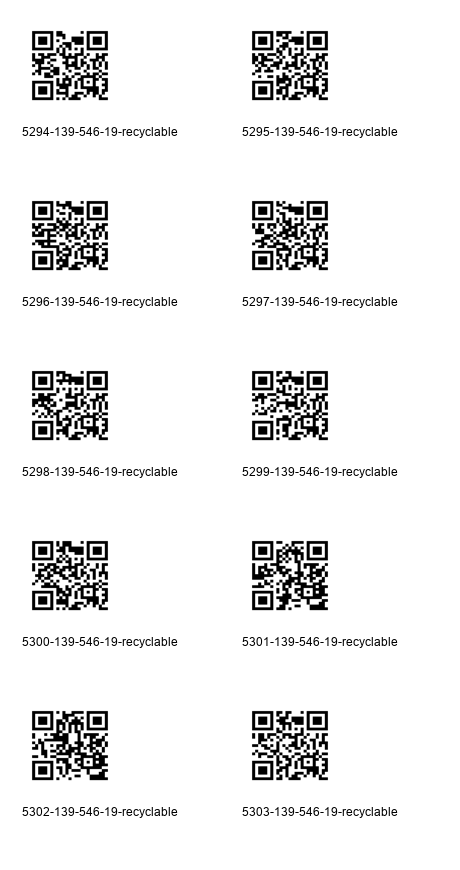 5294-139-546-19-recyclable
5295-139-546-19-recyclable
5296-139-546-19-recyclable
5297-139-546-19-recyclable
5298-139-546-19-recyclable
5299-139-546-19-recyclable
5300-139-546-19-recyclable
5301-139-546-19-recyclable
5302-139-546-19-recyclable
5303-139-546-19-recyclable